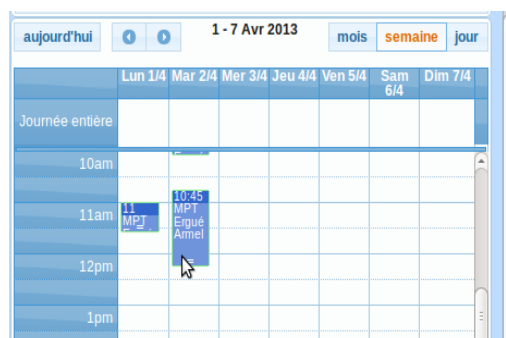 aujourd'hui
1 - 7 Avr 2013
mois semaine jour
Lun 1/4 Mar 2/4 Mer 3/4 Jeu 4/4 Ven 5/4 Sam 6/4 Dim 7/4
Journée entière
10am
10:45
11am
11
MPT
MPT
Ergué
Armel
12pm
1pm